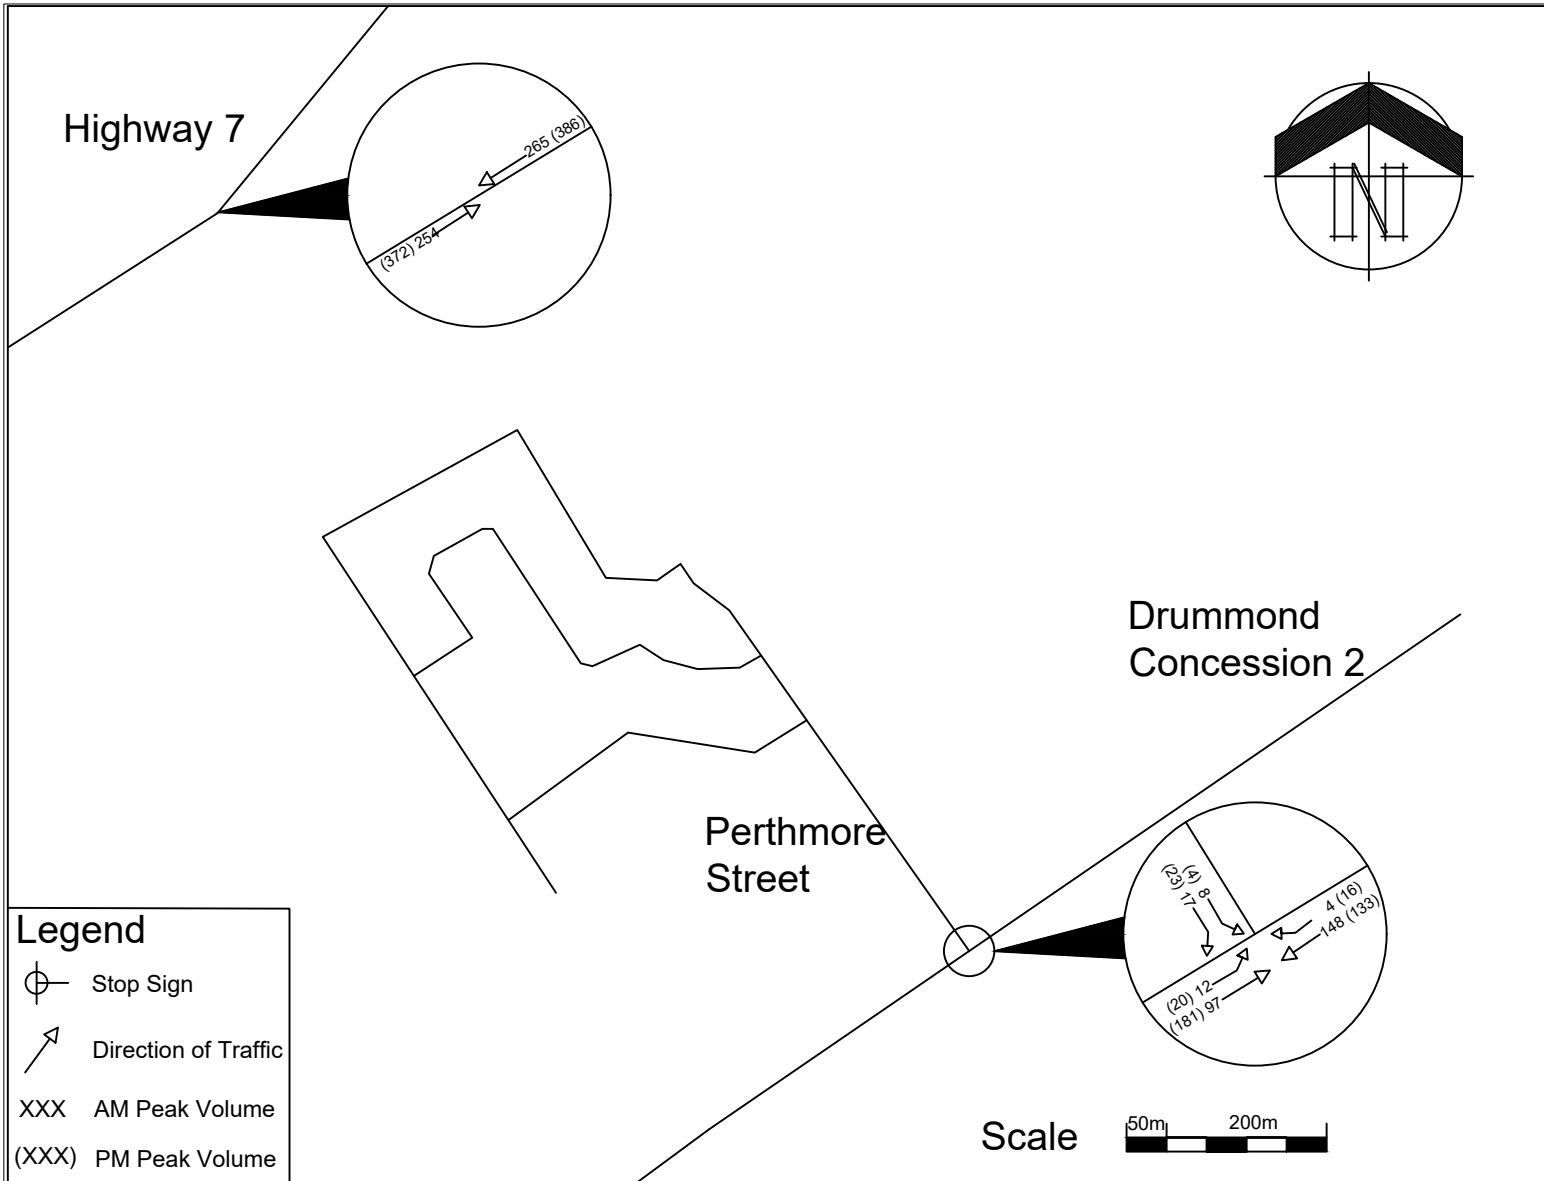 Highway 7
265 (386)
(372) 254
N
Drummond
Concession 2
Perthmore
Street
(4) 8
(23) 17
4 (16)
148 (133)
(20) 12
(181) 97
Legend
Stop Sign
Direction of Traffic
XXX AM Peak Volume
(XXX) PM Peak Volume
Scale
50m 200m